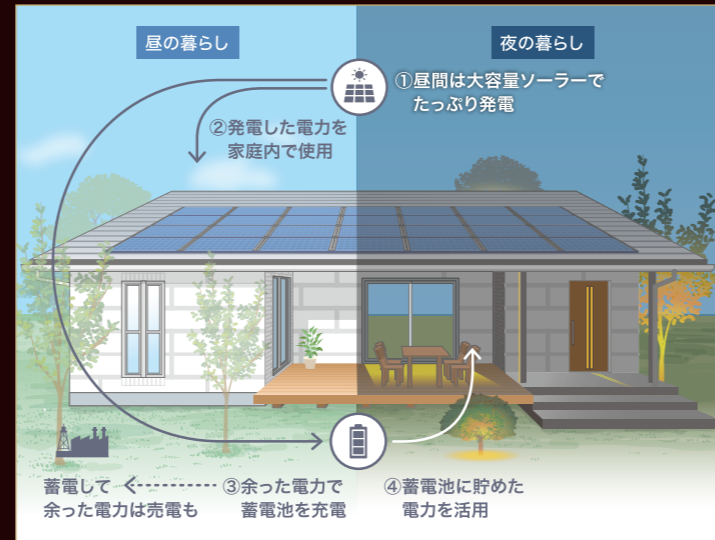 昼の暮らし
夜の暮らし
①昼間は大容量ソーラーで
たっぷり発電
②発電した電力を
家庭内で使用
蓄電して
余った電力は売電も
③余った電力で
蓄電池を充電
④蓄電池に貯めた
電力を活用